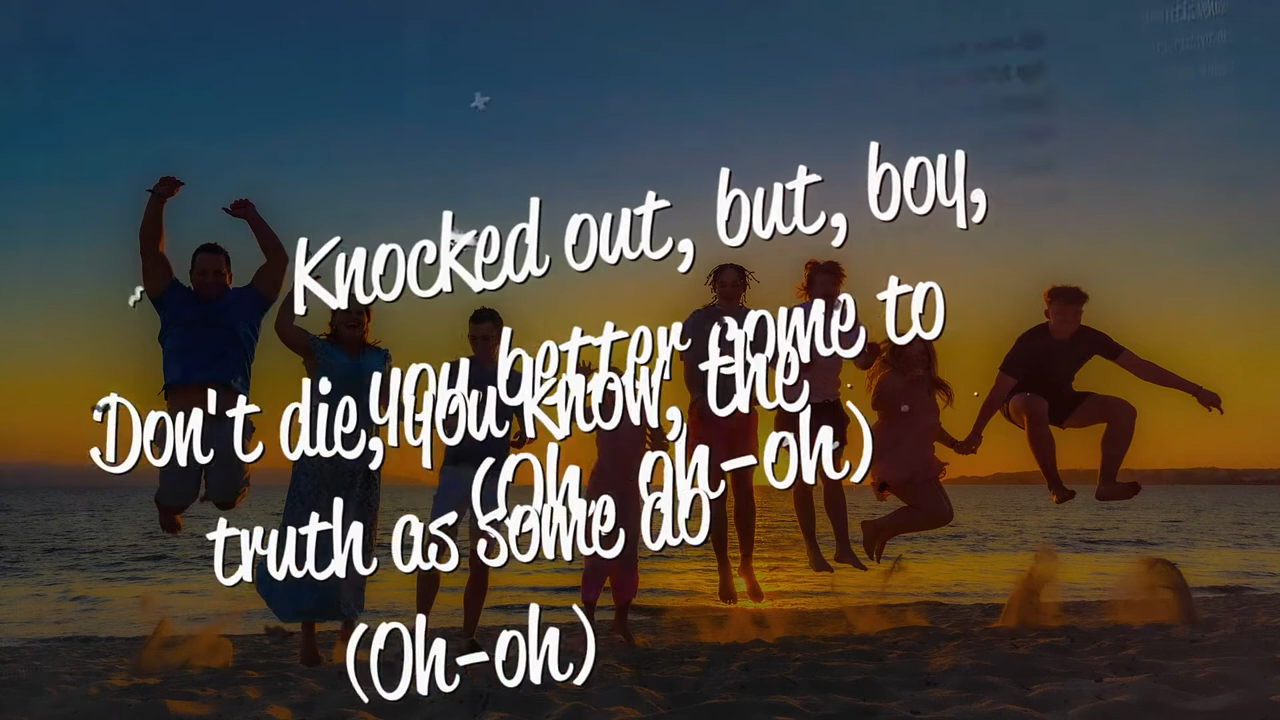 Knocked out, but, boy,
you better come to
(Oh, oh-oh)
Don't die, you know, the
truth as some do
(Oh-oh)